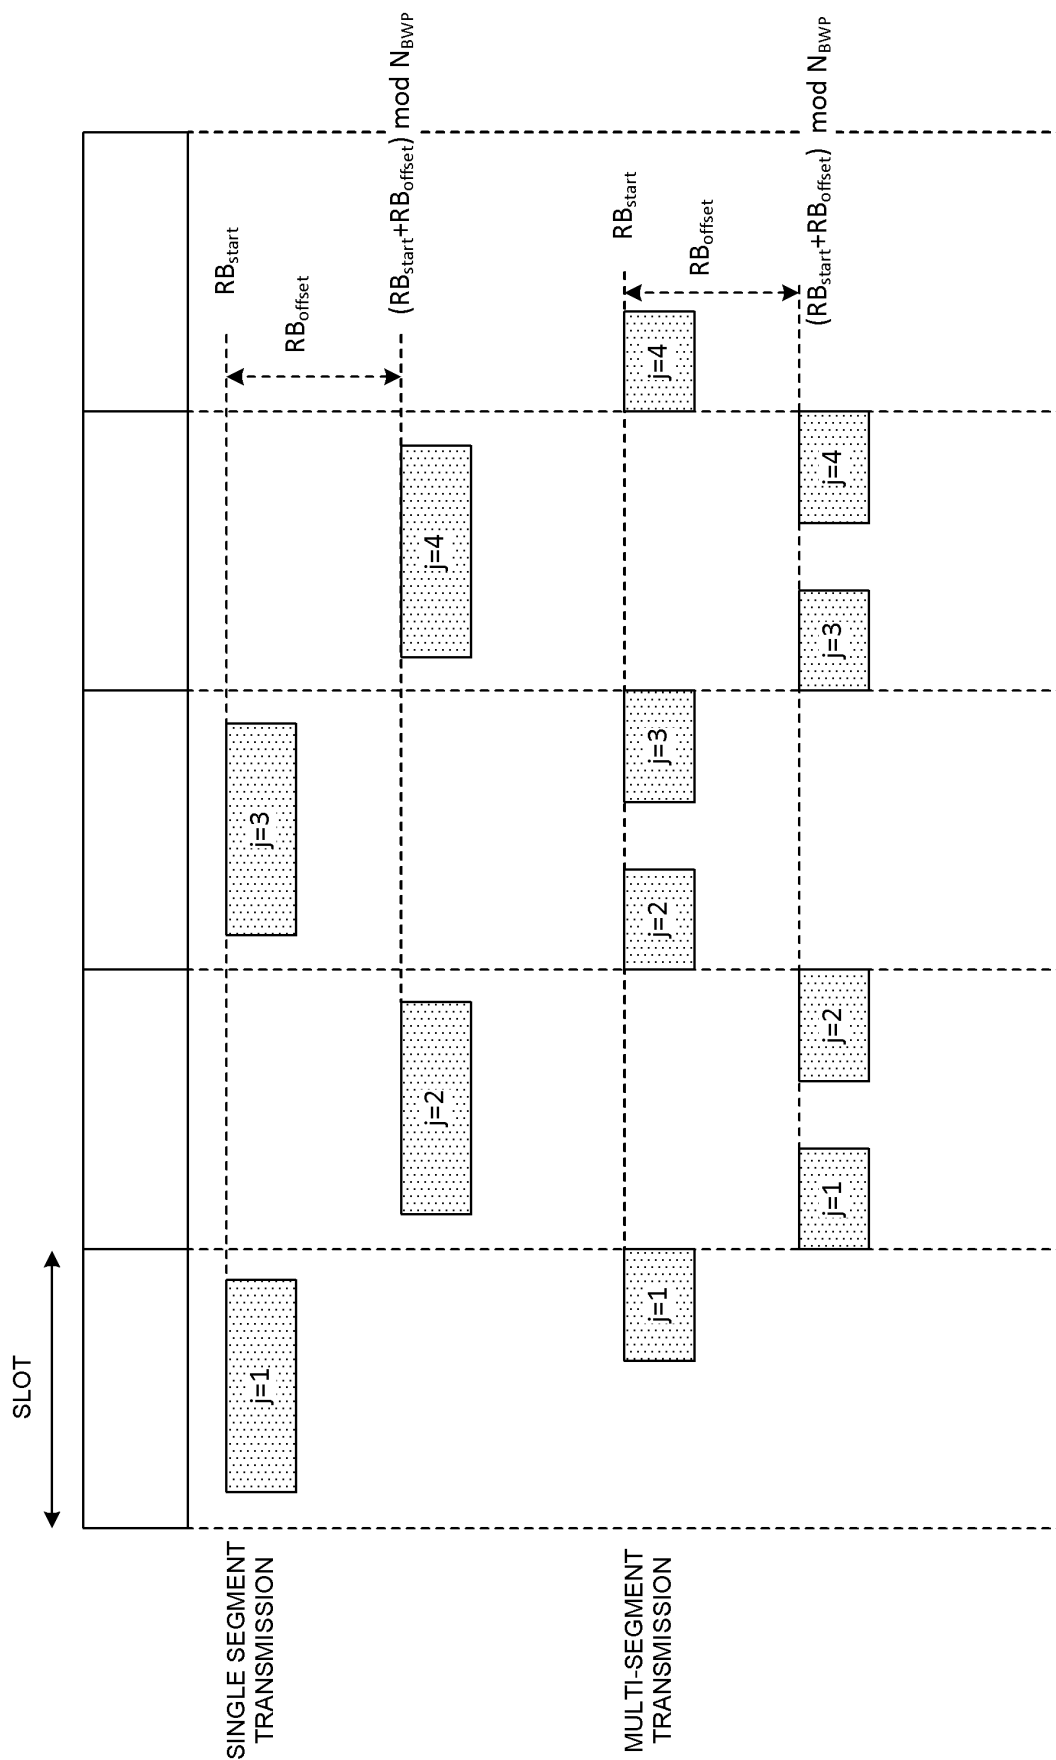 SLOT
SINGLE SEGMENT
TRANSMISSION
j=1
j=2
j=3
j=4
RBstart
RBoffset
(RBstart+RBoffset) mod NBWP
MULTI-SEGMENT
TRANSMISSION
j=1
j=1
j=2
j=2
j=3
j=3
j=4
j=4
RBstart
RBoffset
(RBstart+RBoffset) mod NBWP